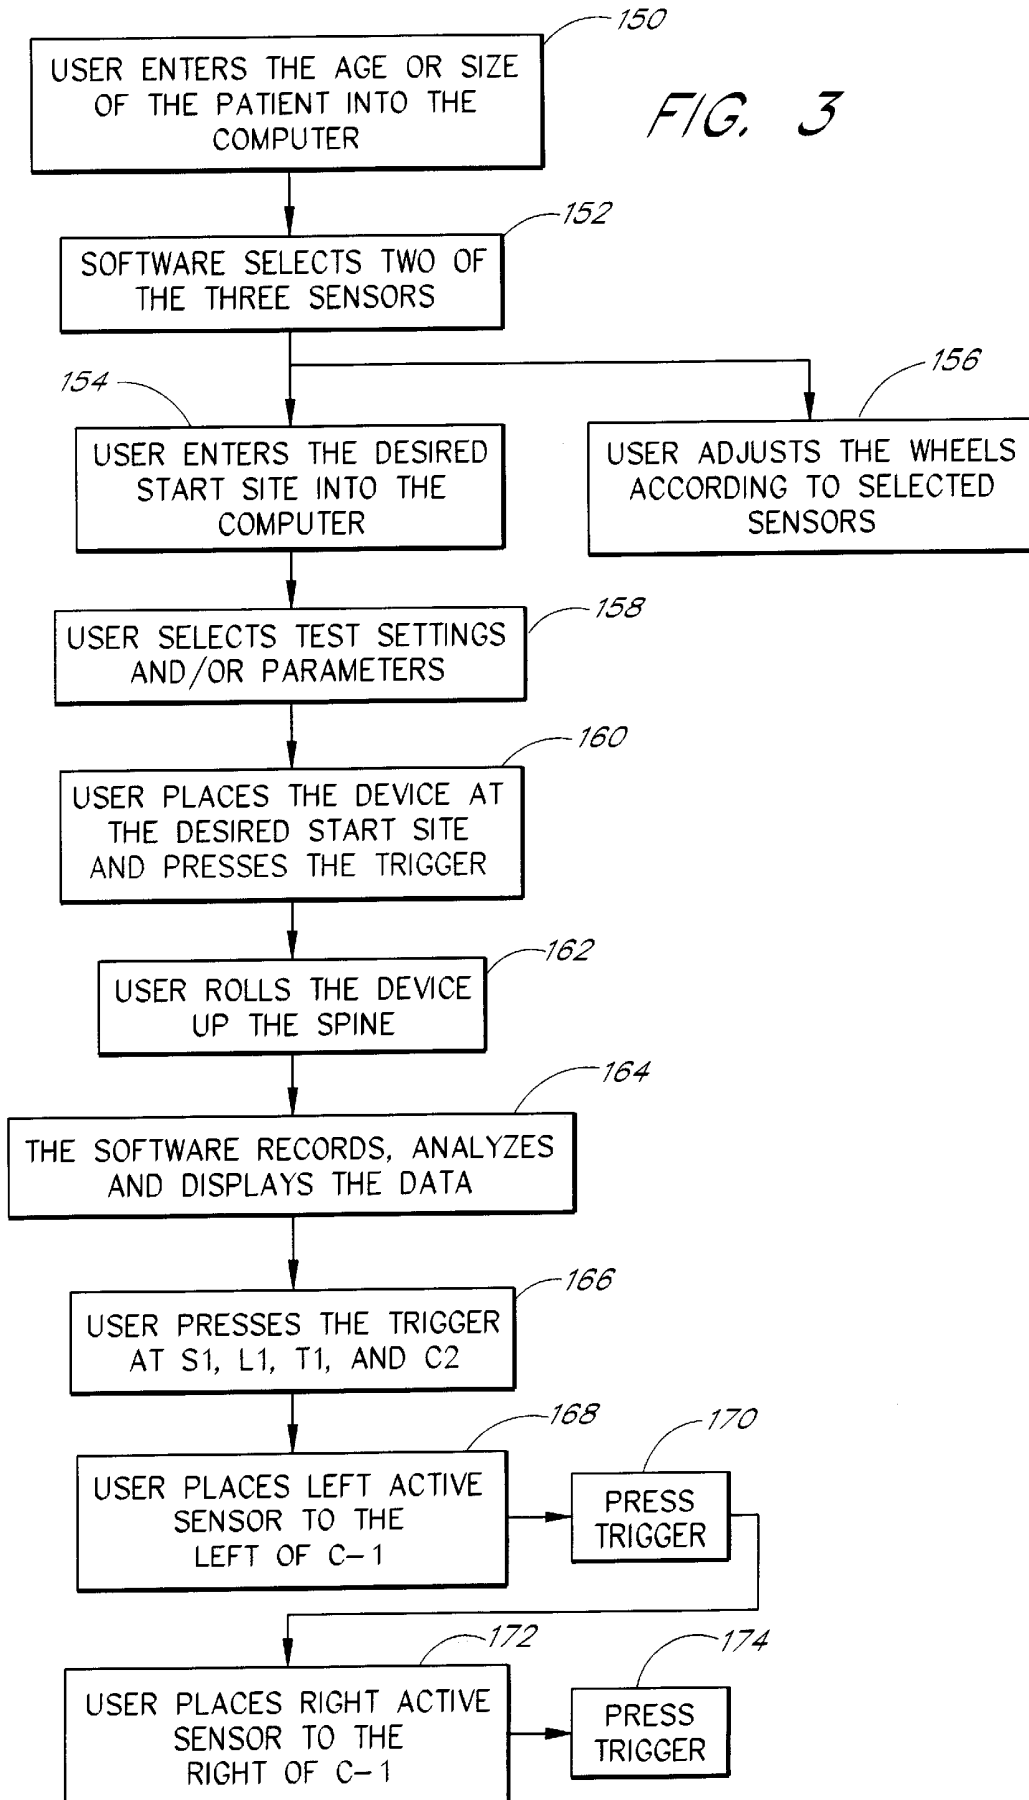 150
USER ENTERS THE AGE OR SIZE
OF THE PATIENT INTO THE
COMPUTER
FIG. 3
152
SOFTWARE SELECTS TWO OF
THE THREE SENSORS
154
USER ENTERS THE DESIRED
START SITE INTO THE
COMPUTER
156
USER ADJUSTS THE WHEELS
ACCORDING TO SELECTED
SENSORS
158
USER SELECTS TEST SETTINGS
AND/OR PARAMETERS
160
USER PLACES THE DEVICE AT
THE DESIRED START SITE
AND PRESSES THE TRIGGER
162
USER ROLLS THE DEVICE
UP THE SPINE
164
THE SOFTWARE RECORDS, ANALYZES
AND DISPLAYS THE DATA
166
USER PRESSES THE TRIGGER
AT S1, L1, T1, AND C2
168
USER PLACES LEFT ACTIVE
SENSOR TO THE
LEFT OF C-1
170
PRESS
TRIGGER
172
USER PLACES RIGHT ACTIVE
SENSOR TO THE
RIGHT OF C-1
174
PRESS
TRIGGER